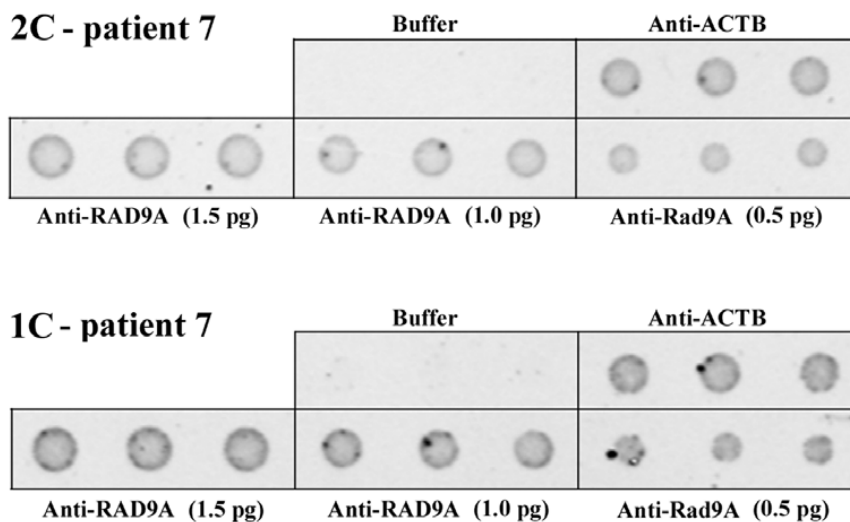 2C - patient 7
Buffer Anti-ACTB
Anti-RAD9A (1.5 pg) Anti-RAD9A (1.0 pg) Anti-Rad9A (0.5 pg)
1C - patient 7
Buffer Anti-ACTB
Anti-RAD9A (1.5 pg) Anti-RAD9A (1.0 pg) Anti-Rad9A (0.5 pg)